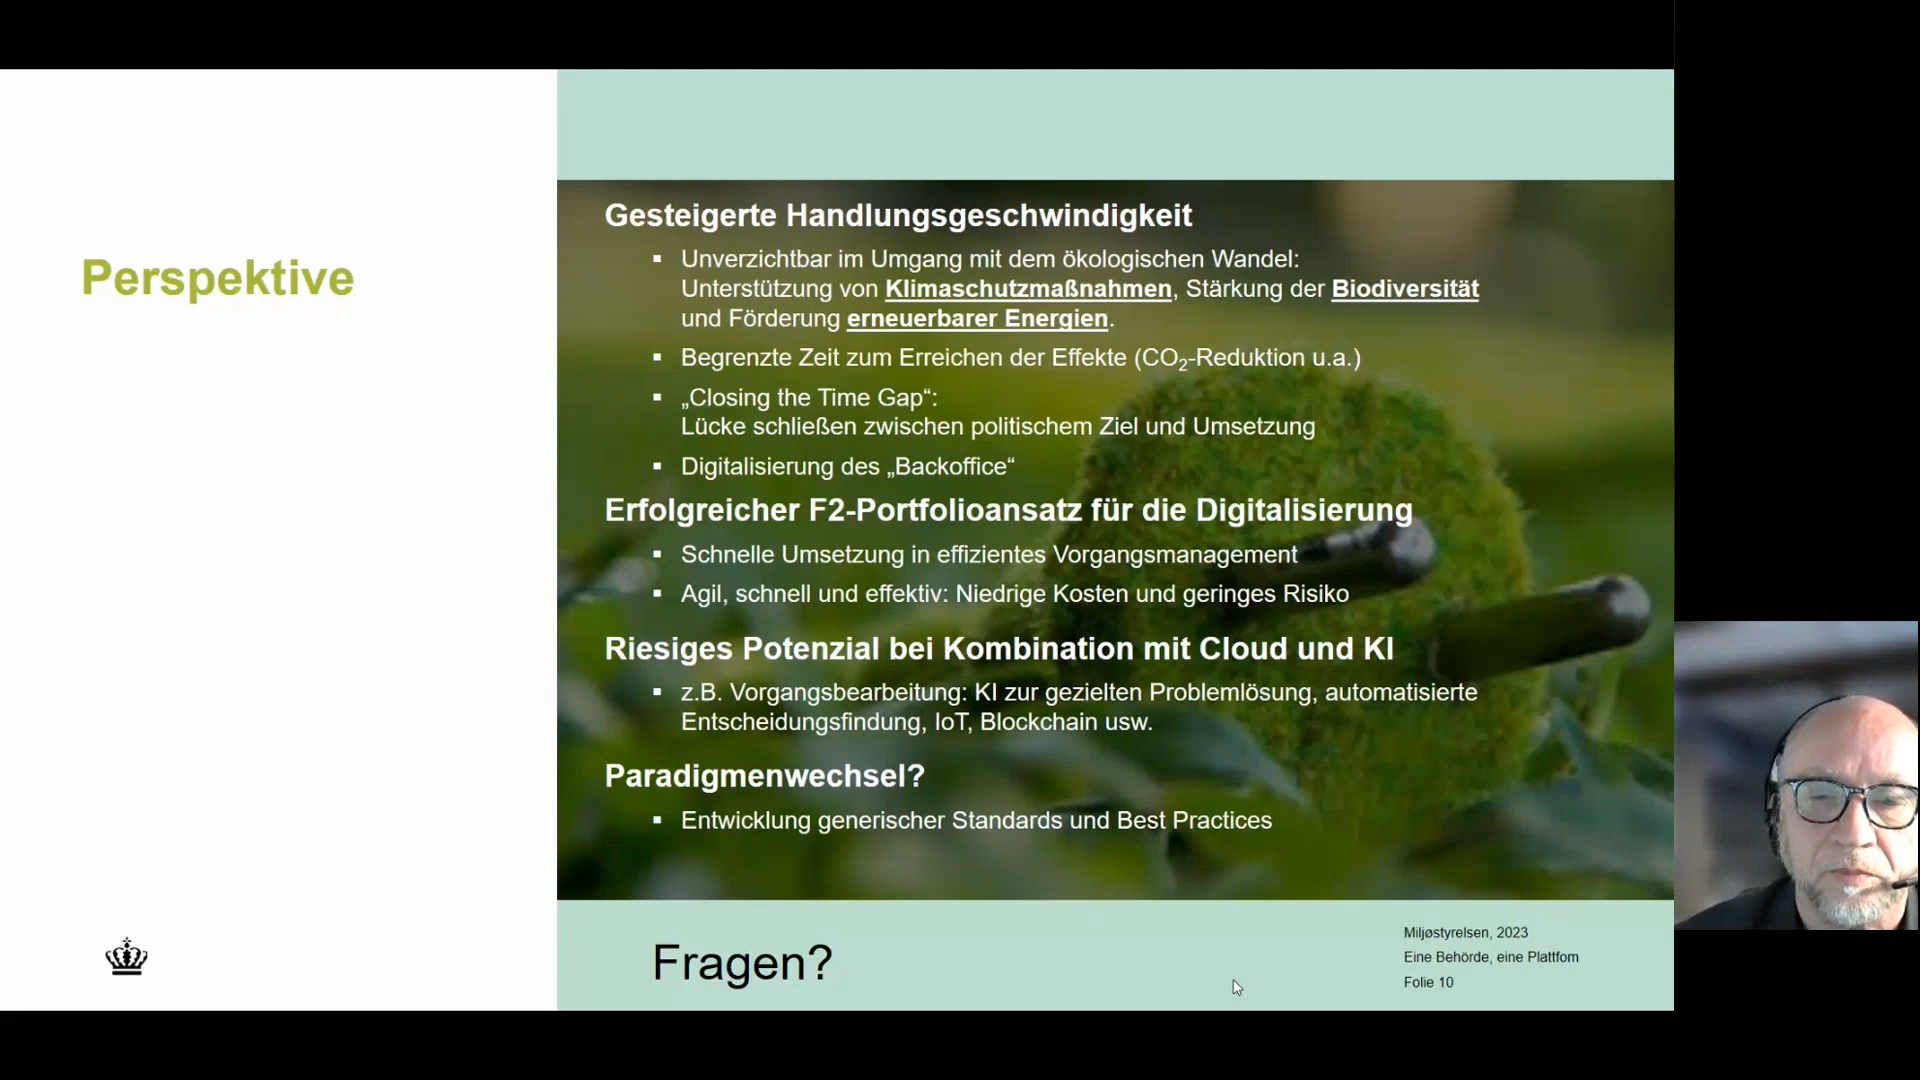 Perspektive
Gesteigerte Handlungsgeschwindigkeit
▪ Unverzichtbar im Umgang mit dem ökologischen Wandel:
Unterstützung von Klimaschutzmaßnahmen, Stärkung der Biodiversität
und Förderung erneuerbarer Energien.
▪ Begrenzte Zeit zum Erreichen der Effekte (CO₂-Reduktion u.a.)
▪ „Closing the Time Gap“:
Lücke schließen zwischen politischem Ziel und Umsetzung
▪ Digitalisierung des „Backoffice“
Erfolgreicher F2-Portfolioansatz für die Digitalisierung
▪ Schnelle Umsetzung in effizientes Vorgangsmanagement
▪ Agil, schnell und effektiv: Niedrige Kosten und geringes Risiko
Riesiges Potenzial bei Kombination mit Cloud und KI
▪ z.B. Vorgangsbearbeitung: KI zur gezielten Problemlösung, automatisierte
Entscheidungsfindung, IoT, Blockchain usw.
Paradigmenwechsel?
▪ Entwicklung generischer Standards und Best Practices
Fragen?
Miljøstyrelsen, 2023
Eine Behörde, eine Plattfom
Folie 10